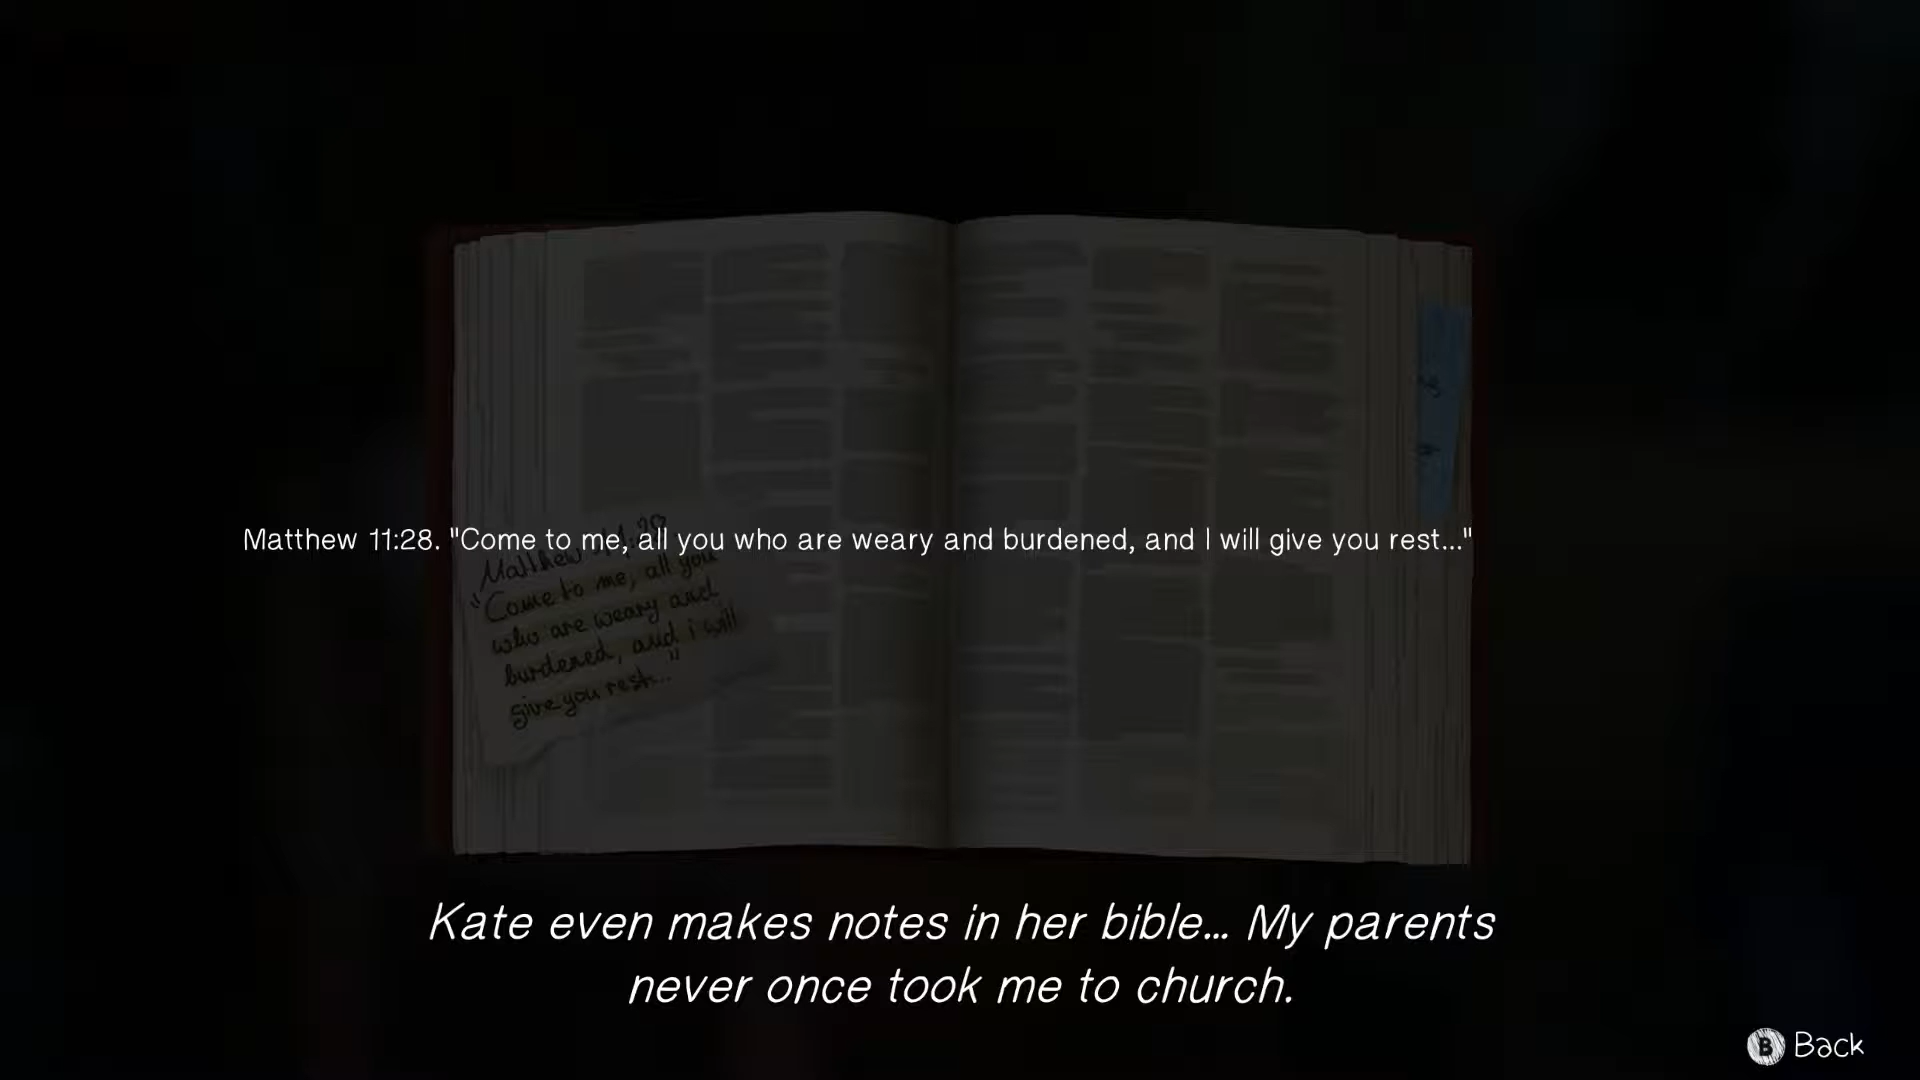 Matthew 11:28. "Come to me, all you who are weary and burdened, and I will give you rest..."
Matthew 11:28
"Come to me, all you
who are weary and
burdened, and i will
give you rest..."
Kate even makes notes in her bible... My parents
never once took me to church.
B Back